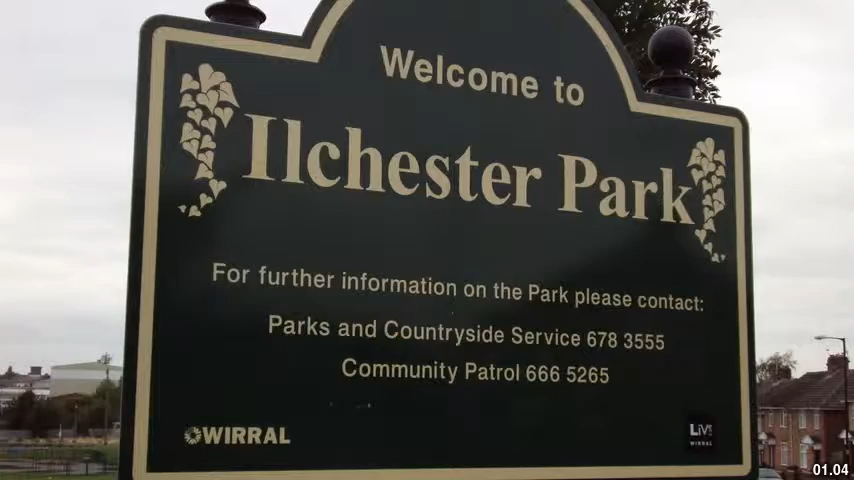 Welcome to
Ilchester Park
For further information on the Park please contact:
Parks and Countryside Service 678 3555
Community Patrol 666 5265
WIRRAL
LiV
WIRRAL
01.04